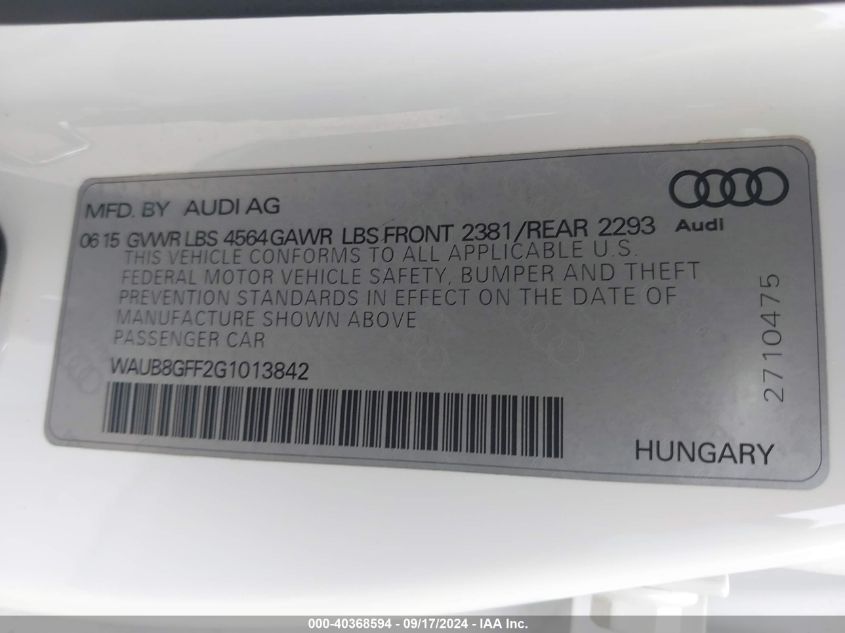 MFD. BY AUDI AG
06 15 GVWR LBS 4564 GAWR LBS FRONT 2381/REAR 2293
Audi
THIS VEHICLE CONFORMS TO ALL APPLICABLE U.S.
FEDERAL MOTOR VEHICLE SAFETY, BUMPER AND THEFT
PREVENTION STANDARDS IN EFFECT ON THE DATE OF
MANUFACTURE SHOWN ABOVE
PASSENGER CAR
WAUB8GFF2G1013842
2710475
HUNGARY
000-40368594 - 09/17/2024 - IAA Inc.